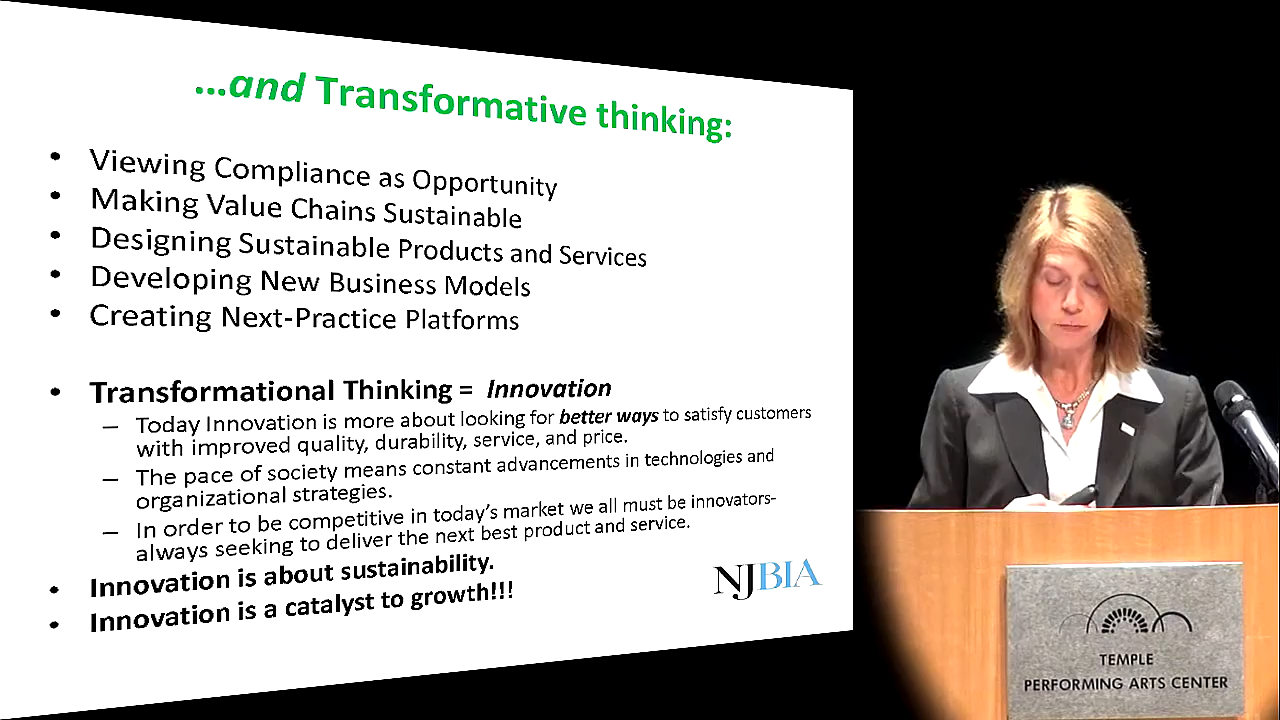 ...and Transformative thinking:
• Viewing Compliance as Opportunity
• Making Value Chains Sustainable
• Designing Sustainable Products and Services
• Developing New Business Models
• Creating Next-Practice Platforms
• Transformational Thinking = Innovation
– Today Innovation is more about looking for better ways to satisfy customers
with improved quality, durability, service, and price.
– The pace of society means constant advancements in technologies and
organizational strategies.
– In order to be competitive in today's market we all must be innovators-
always seeking to deliver the next best product and service.
• Innovation is about sustainability.
• Innovation is a catalyst to growth!!!
NJBIA
TEMPLE
PERFORMING ARTS CENTER